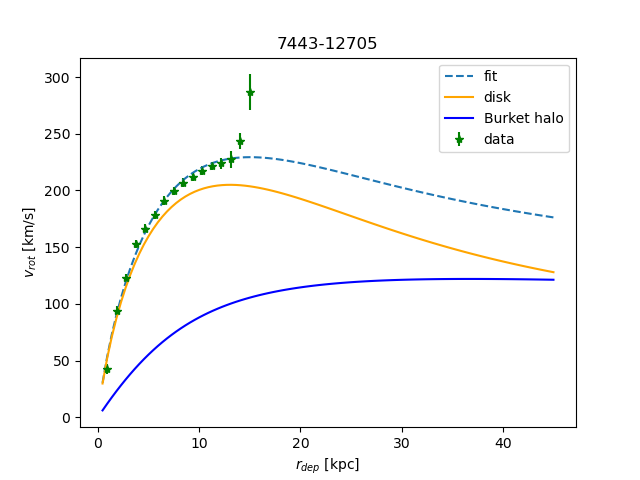 7443-12705
fit
disk
Burket halo
data
300
250
200
150
100
50
0
v_rot [km/s]
0 10 20 30 40
r_dep [kpc]